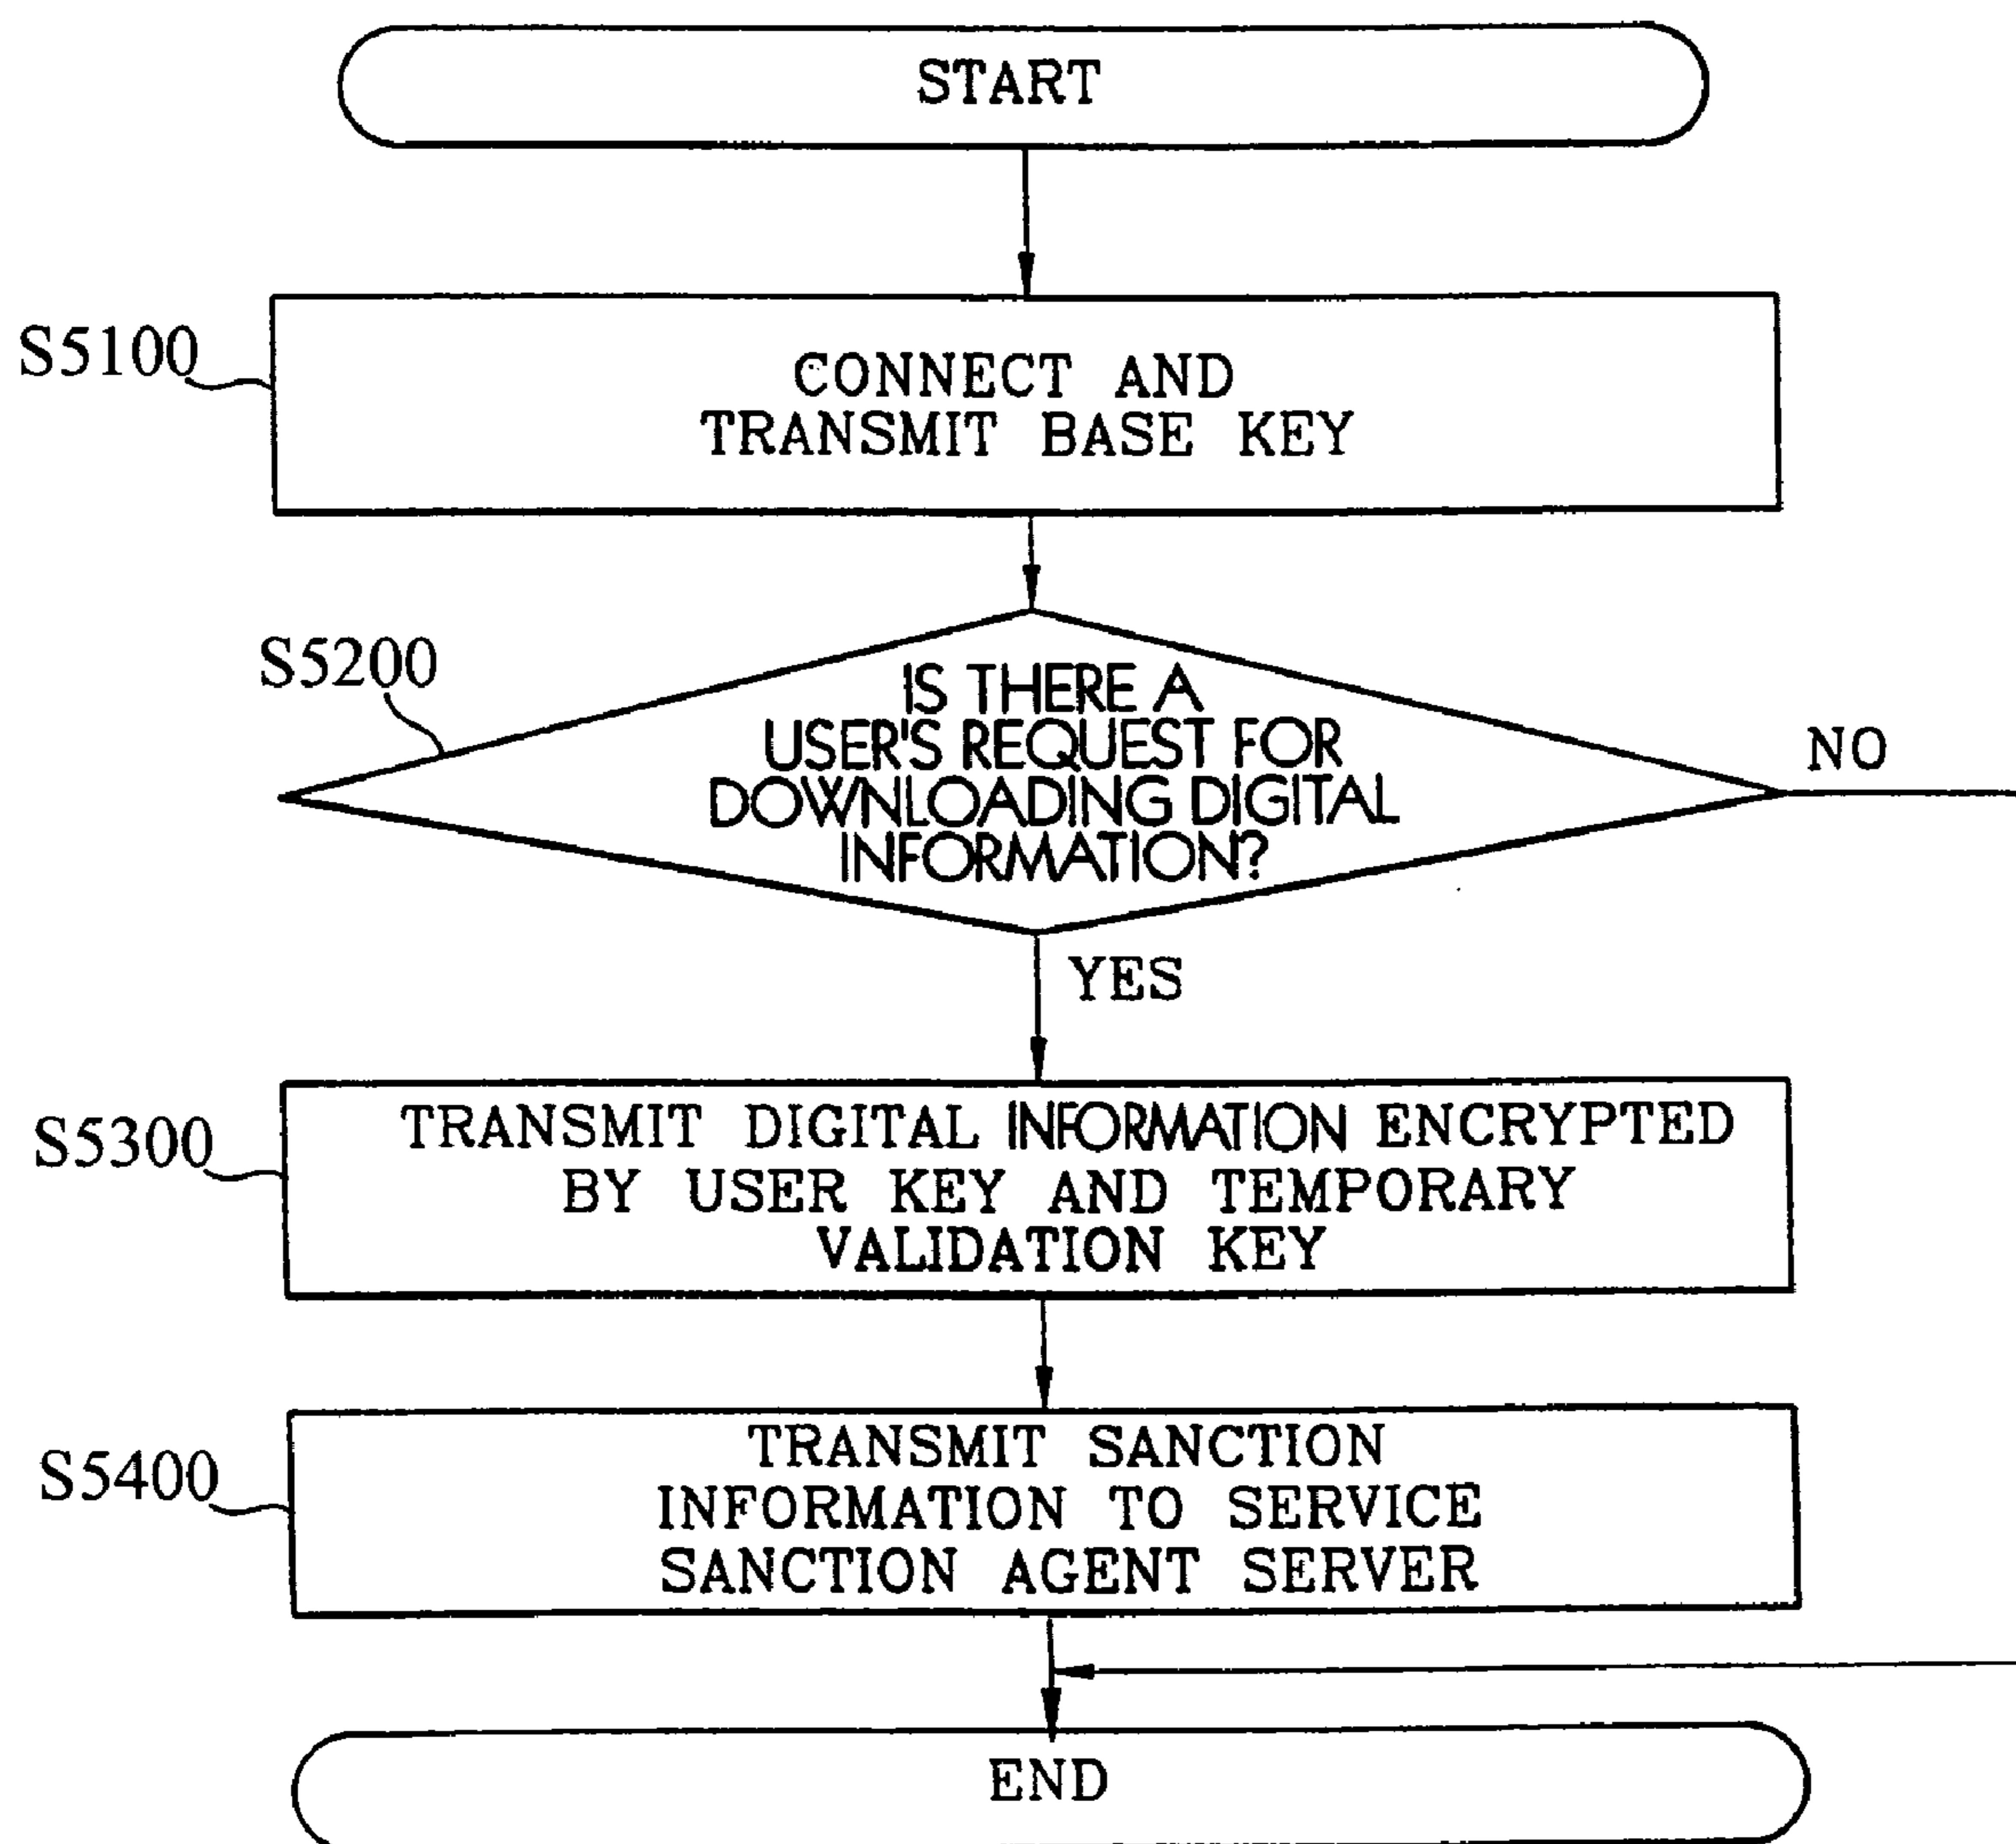 START
S5100
CONNECT AND
TRANSMIT BASE KEY
S5200
IS THERE A
USER'S REQUEST FOR
DOWNLOADING DIGITAL
INFORMATION?
NO
YES
S5300
TRANSMIT DIGITAL INFORMATION ENCRYPTED
BY USER KEY AND TEMPORARY
VALIDATION KEY
S5400
TRANSMIT SANCTION
INFORMATION TO SERVICE
SANCTION AGENT SERVER
END